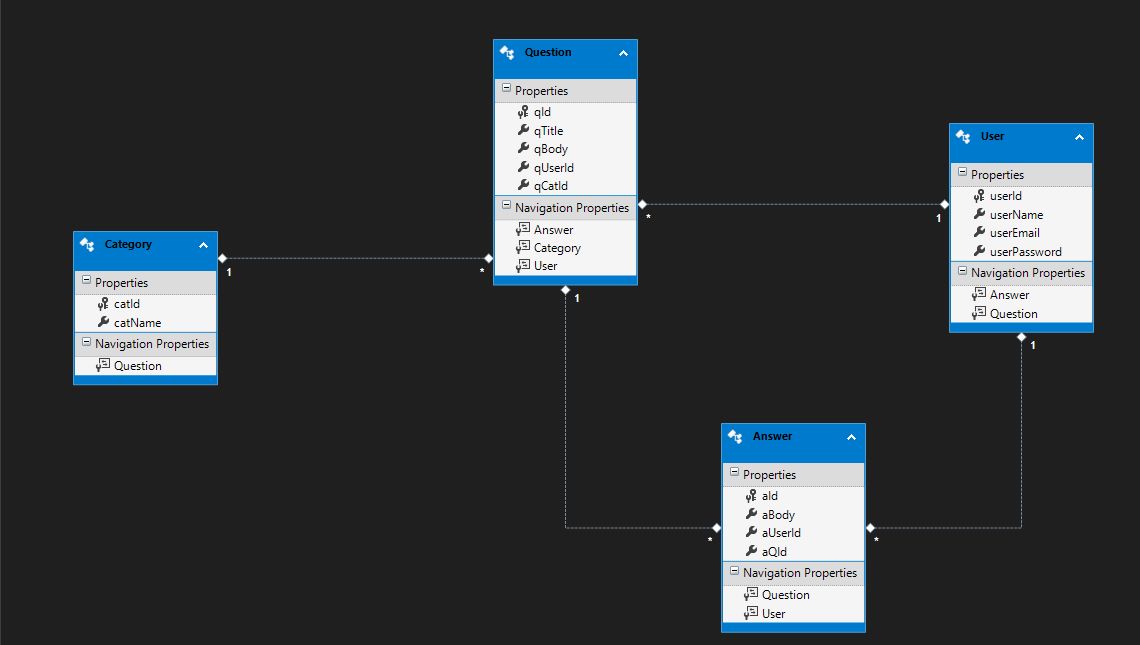 Question
Properties
qId
qTitle
qBody
qUserId
qCatId
Navigation Properties
Answer
Category
User
*
1
User
Properties
userId
userName
userEmail
userPassword
Navigation Properties
Answer
Question
1
Category
Properties
catId
catName
Navigation Properties
Question
1
*
1
Answer
Properties
aId
aBody
aUserId
aQId
Navigation Properties
Question
User
*
*